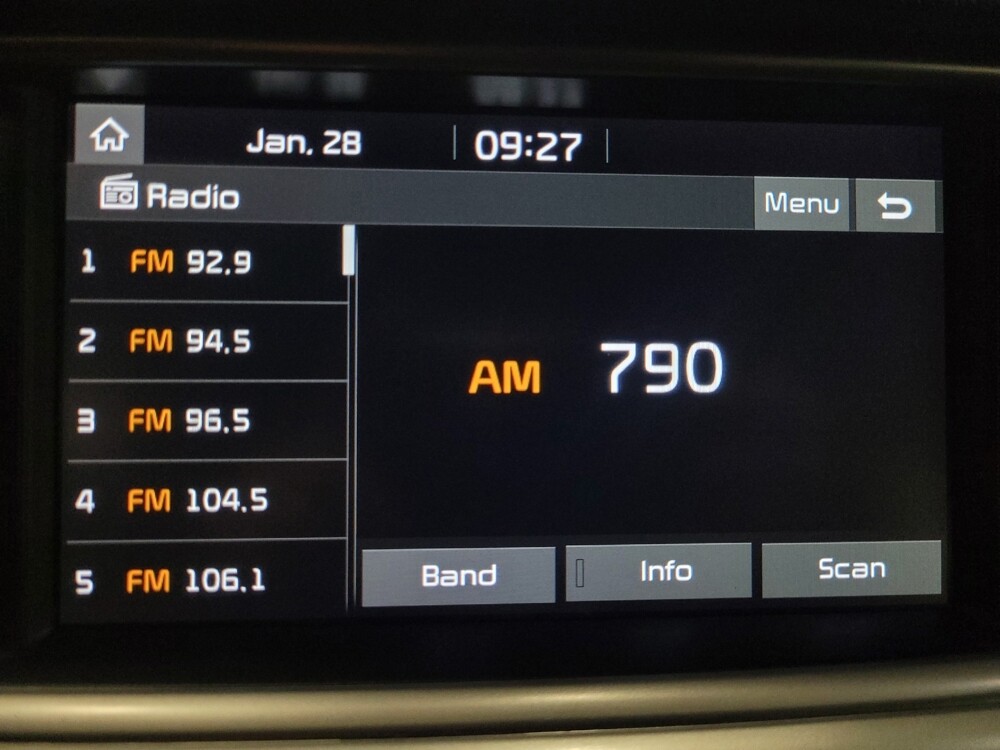 Jan. 28 09:27
Radio Menu
1 FM 92.9
2 FM 94.5
3 FM 96.5
4 FM 104.5
5 FM 106.1
AM 790
Band Info Scan